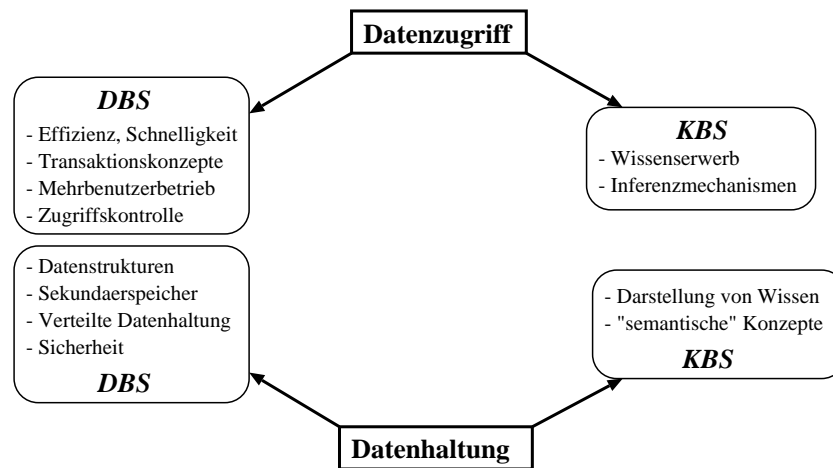 Datenzugriff
DBS
- Effizienz, Schnelligkeit
- Transaktionskonzepte
- Mehrbenutzerbetrieb
- Zugriffskontrolle
KBS
- Wissenserwerb
- Inferenzmechanismen
- Datenstrukturen
- Sekundaerspeicher
- Verteilte Datenhaltung
- Sicherheit
DBS
- Darstellung von Wissen
- "semantische" Konzepte
KBS
Datenhaltung